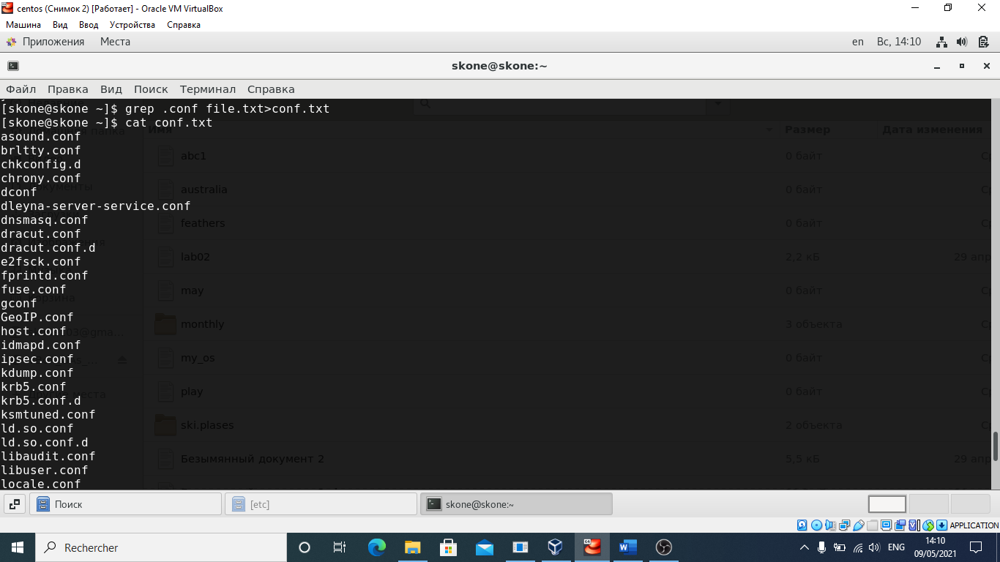 centos (Снимок 2) [Работает] - Oracle VM VirtualBox
Машина Вид Ввод Устройства Справка
Приложения Места en Вс, 14:10
skone@skone:~
Файл Правка Вид Поиск Терминал Справка
[skone@skone ~]$ grep .conf file.txt>conf.txt
[skone@skone ~]$ cat conf.txt
asound.conf
brltty.conf
chkconfig.d
chrony.conf
dconf
dleyna-server-service.conf
dnsmasq.conf
dracut.conf
dracut.conf.d
e2fsck.conf
fprintd.conf
fuse.conf
gconf
GeoIP.conf
host.conf
idmapd.conf
ipsec.conf
kdump.conf
krb5.conf
krb5.conf.d
ksmtuned.conf
ld.so.conf
ld.so.conf.d
libaudit.conf
libuser.conf
locale.conf
Имя Размер Дата изменения
abc1 0 байт
australia 0 байт
feathers 0 байт
lab02 2,2 кБ 29 апр
may 0 байт
monthly 3 объекта
my_os 0 байт
play 0 байт
ski.plases 2 объекта
Безымянный документ 2 5,5 кБ 29 апр
Поиск [etc] skone@skone:~
APPLICATION
Rechercher ENG 14:10
09/05/2021